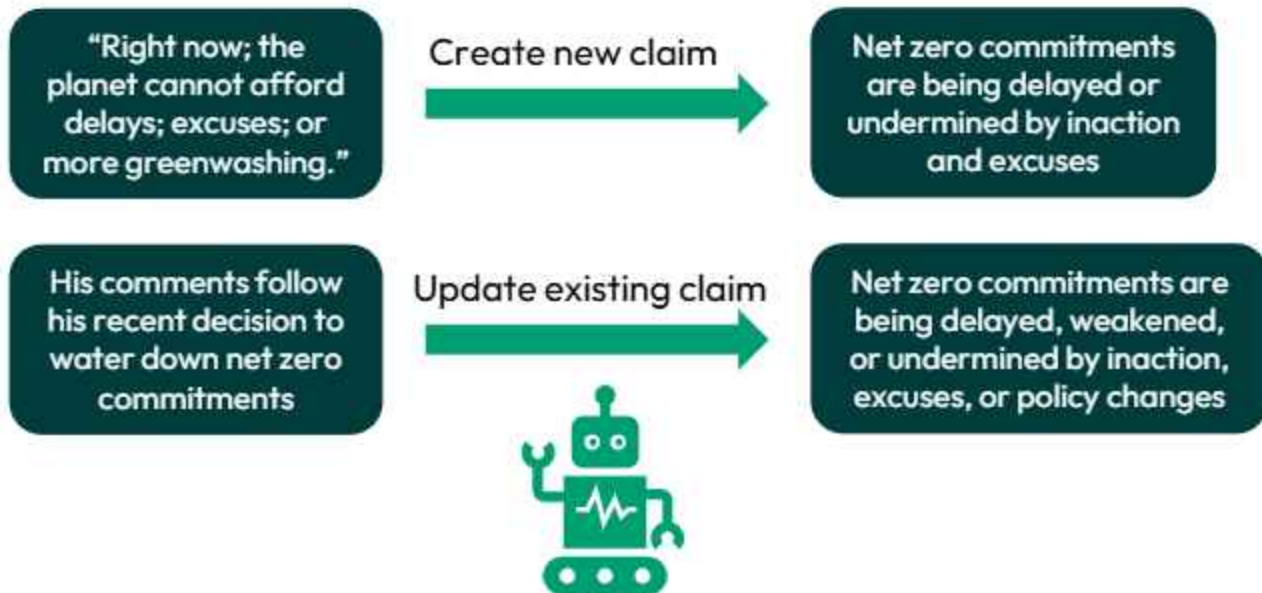 “Right now; the
planet cannot afford
delays; excuses; or
more greenwashing.”
Create new claim
Net zero commitments
are being delayed or
undermined by inaction
and excuses
His comments follow
his recent decision to
water down net zero
commitments
Update existing claim
Net zero commitments are
being delayed, weakened,
or undermined by inaction,
excuses, or policy changes